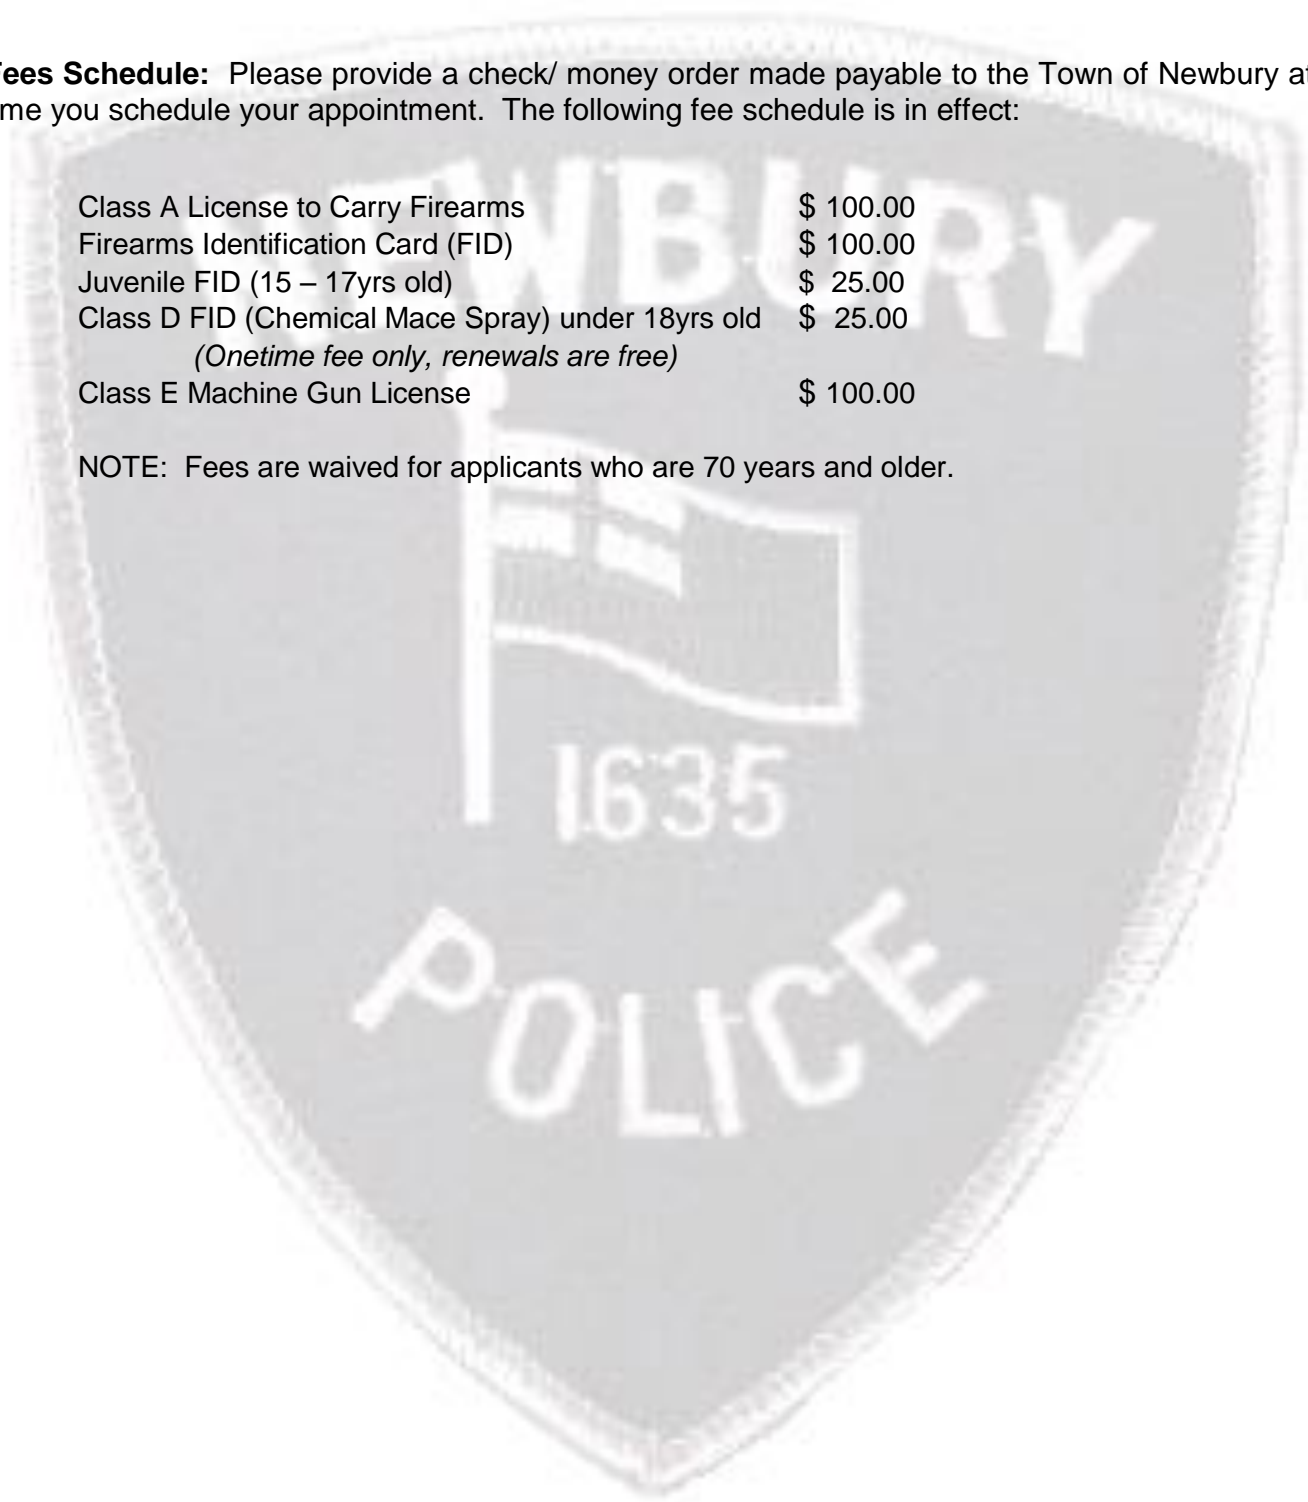 Fees Schedule: Please provide a check/ money order made payable to the Town of Newbury at
me you schedule your appointment. The following fee schedule is in effect:
Class A License to Carry Firearms $ 100.00
Firearms Identification Card (FID) $ 100.00
Juvenile FID (15 – 17yrs old) $ 25.00
Class D FID (Chemical Mace Spray) under 18yrs old $ 25.00
(Onetime fee only, renewals are free)
Class E Machine Gun License $ 100.00
NOTE: Fees are waived for applicants who are 70 years and older.
NEWBURY
1635
POLICE